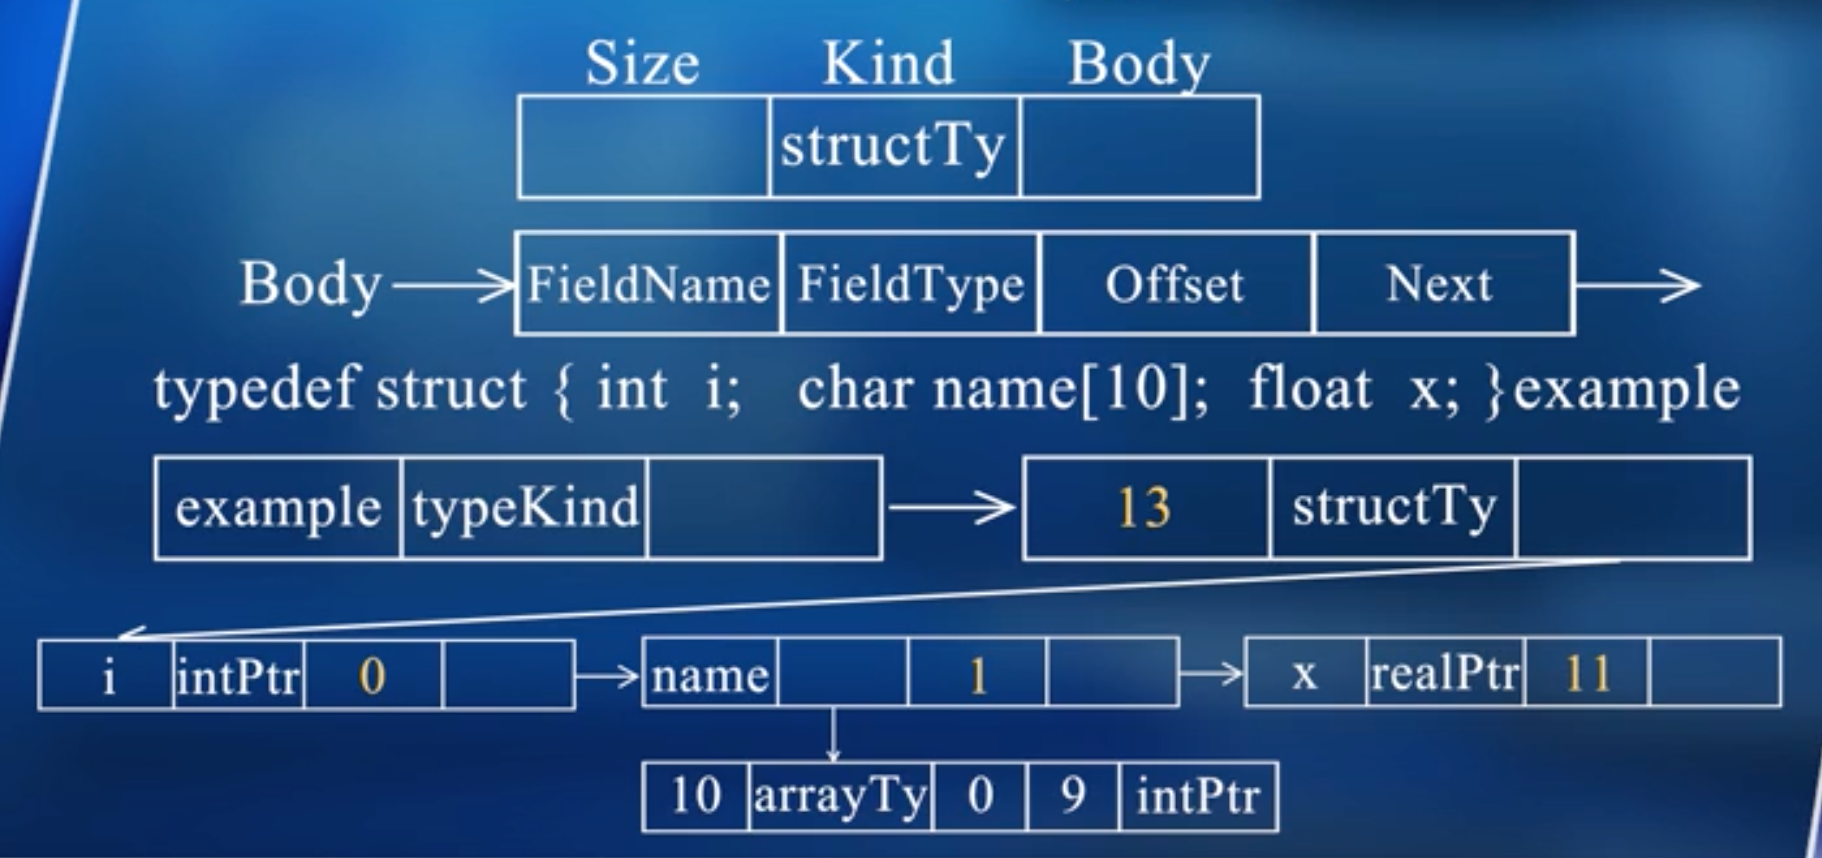 Size Kind Body
structTy
Body FieldName FieldType Offset Next
typedef struct { int i; char name[10]; float x; }example
example typeKind 13 structTy
i intPtr 0 name 1 x realPtr 11
10 arrayTy 0 9 intPtr